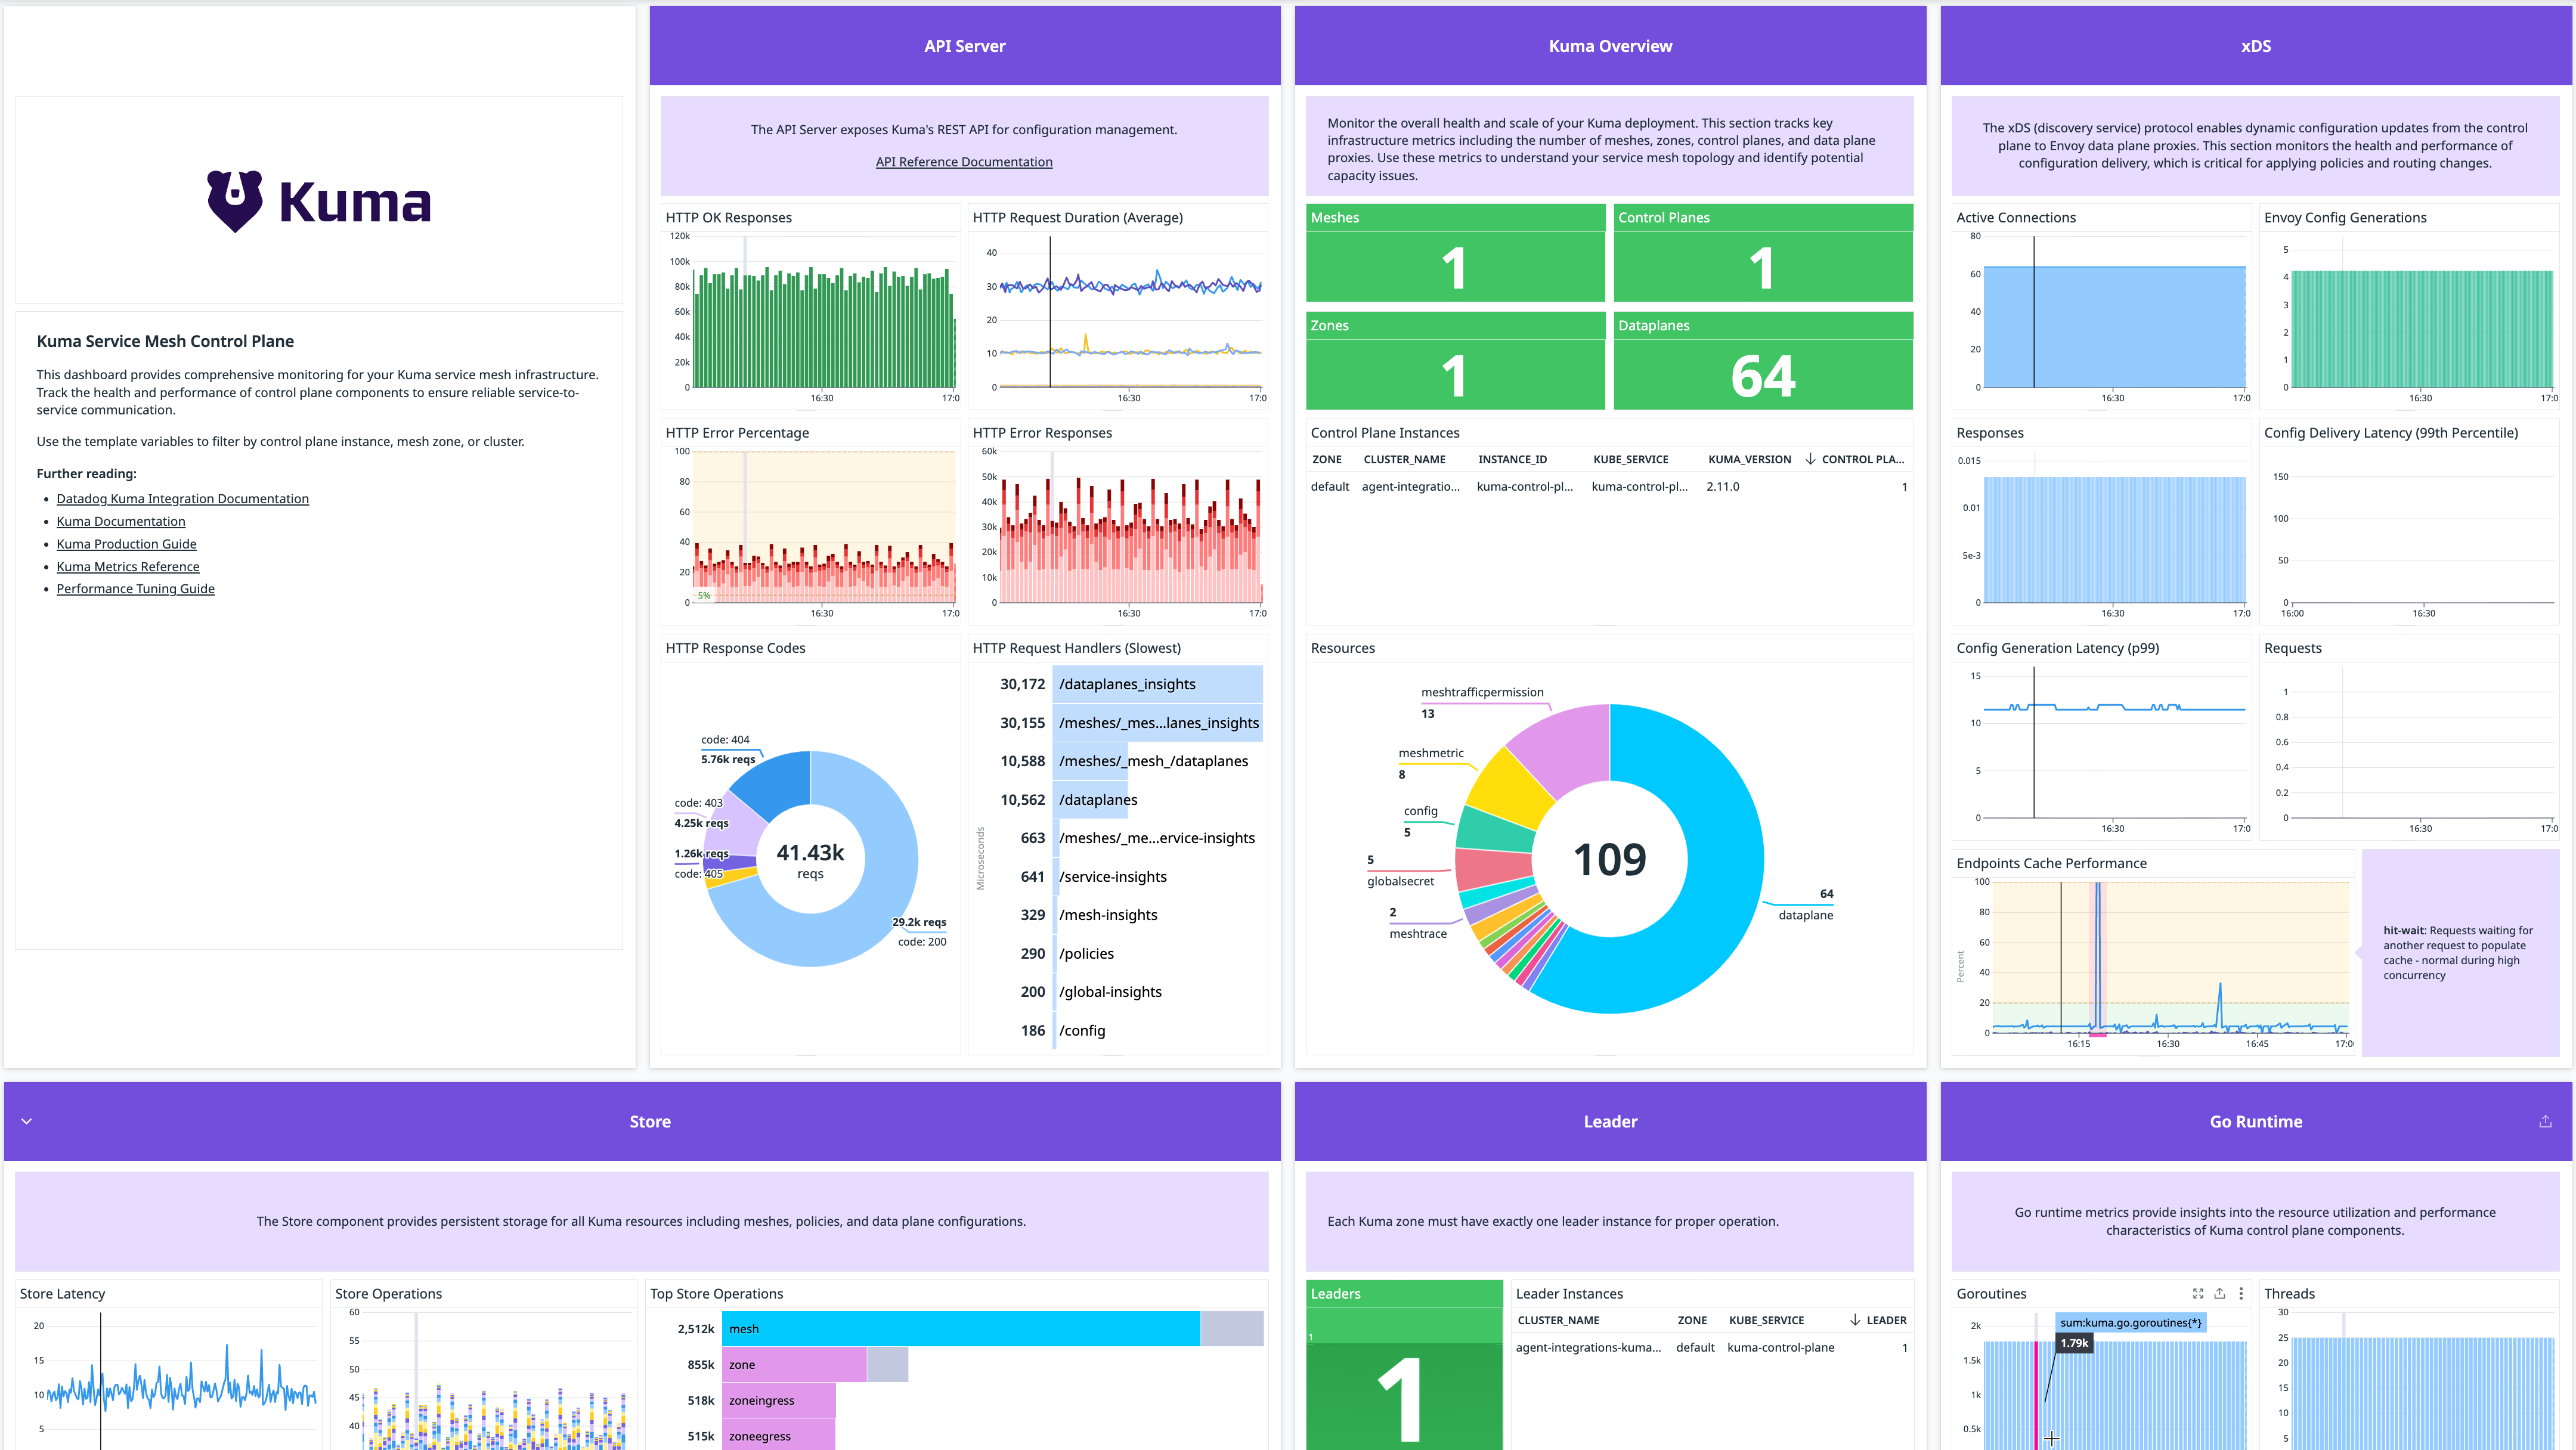 Kuma
Kuma Service Mesh Control Plane
This dashboard provides comprehensive monitoring for your Kuma service mesh infrastructure.
Track the health and performance of control plane components to ensure reliable service-to-
service communication.
Use the template variables to filter by control plane instance, mesh zone, or cluster.
Further reading:
• Datadog Kuma Integration Documentation
• Kuma Documentation
• Kuma Production Guide
• Kuma Metrics Reference
• Performance Tuning Guide
API Server
The API Server exposes Kuma's REST API for configuration management.
API Reference Documentation
HTTP OK Responses
120k
100k
80k
60k
40k
20k
0
16:30
17:0
HTTP Request Duration (Average)
40
30
20
10
0
16:30
17:0
HTTP Error Percentage
100
80
60
40
20
0
5%
16:30
17:0
HTTP Error Responses
60k
50k
40k
30k
20k
10k
0
16:30
17:0
HTTP Response Codes
code: 404
5.76k reqs
code: 403
4.25k reqs
1.26k reqs
code: 405
41.43k
reqs
29.2k reqs
code: 200
HTTP Request Handlers (Slowest)
Microseconds
30,172 /dataplanes_insights
30,155 /meshes/_mes...lanes_insights
10,588 /meshes/_mesh_/dataplanes
10,562 /dataplanes
663 /meshes/_me...ervice-insights
641 /service-insights
329 /mesh-insights
290 /policies
200 /global-insights
186 /config
Kuma Overview
Monitor the overall health and scale of your Kuma deployment. This section tracks key
infrastructure metrics including the number of meshes, zones, control planes, and data plane
proxies. Use these metrics to understand your service mesh topology and identify potential
capacity issues.
Meshes
1
Control Planes
1
Zones
1
Dataplanes
64
Control Plane Instances
ZONE CLUSTER_NAME INSTANCE_ID KUBE_SERVICE KUMA_VERSION ↓ CONTROL PLA...
default agent-integratio... kuma-control-pl... kuma-control-pl... 2.11.0 1
Resources
meshtrafficpermission
13
meshmetric
8
config
5
5
globalsecret
2
meshtrace
109
64
dataplane
xDS
The xDS (discovery service) protocol enables dynamic configuration updates from the control
plane to Envoy data plane proxies. This section monitors the health and performance of
configuration delivery, which is critical for applying policies and routing changes.
Active Connections
80
60
40
20
0
16:30
17:0
Envoy Config Generations
5
4
3
2
1
0
16:30
17:0
Responses
0.015
0.01
5e-3
0
16:30
17:0
Config Delivery Latency (99th Percentile)
150
100
50
0
16:00
16:30
Config Generation Latency (p99)
15
10
5
0
16:30
17:0
Requests
1
0.8
0.6
0.4
0.2
0
16:30
17:0
Endpoints Cache Performance
Percent
100
80
60
40
20
0
16:15
16:30
16:45
17:00
hit-wait: Requests waiting for
another request to populate
cache - normal during high
concurrency
Store
The Store component provides persistent storage for all Kuma resources including meshes, policies, and data plane configurations.
Store Latency
20
15
10
5
Store Operations
60
55
50
45
40
Top Store Operations
2,512k mesh
855k zone
518k zoneingress
515k zoneegress
Leader
Each Kuma zone must have exactly one leader instance for proper operation.
Leaders
1
1
Leader Instances
CLUSTER_NAME ZONE KUBE_SERVICE ↓ LEADER
agent-integrations-kuma... default kuma-control-plane 1
Go Runtime
Go runtime metrics provide insights into the resource utilization and performance
characteristics of Kuma control plane components.
Goroutines
2k
1.5k
1k
0.5k
sum:kuma.go.goroutines{*}
1.79k
Threads
30
25
20
15
10
5